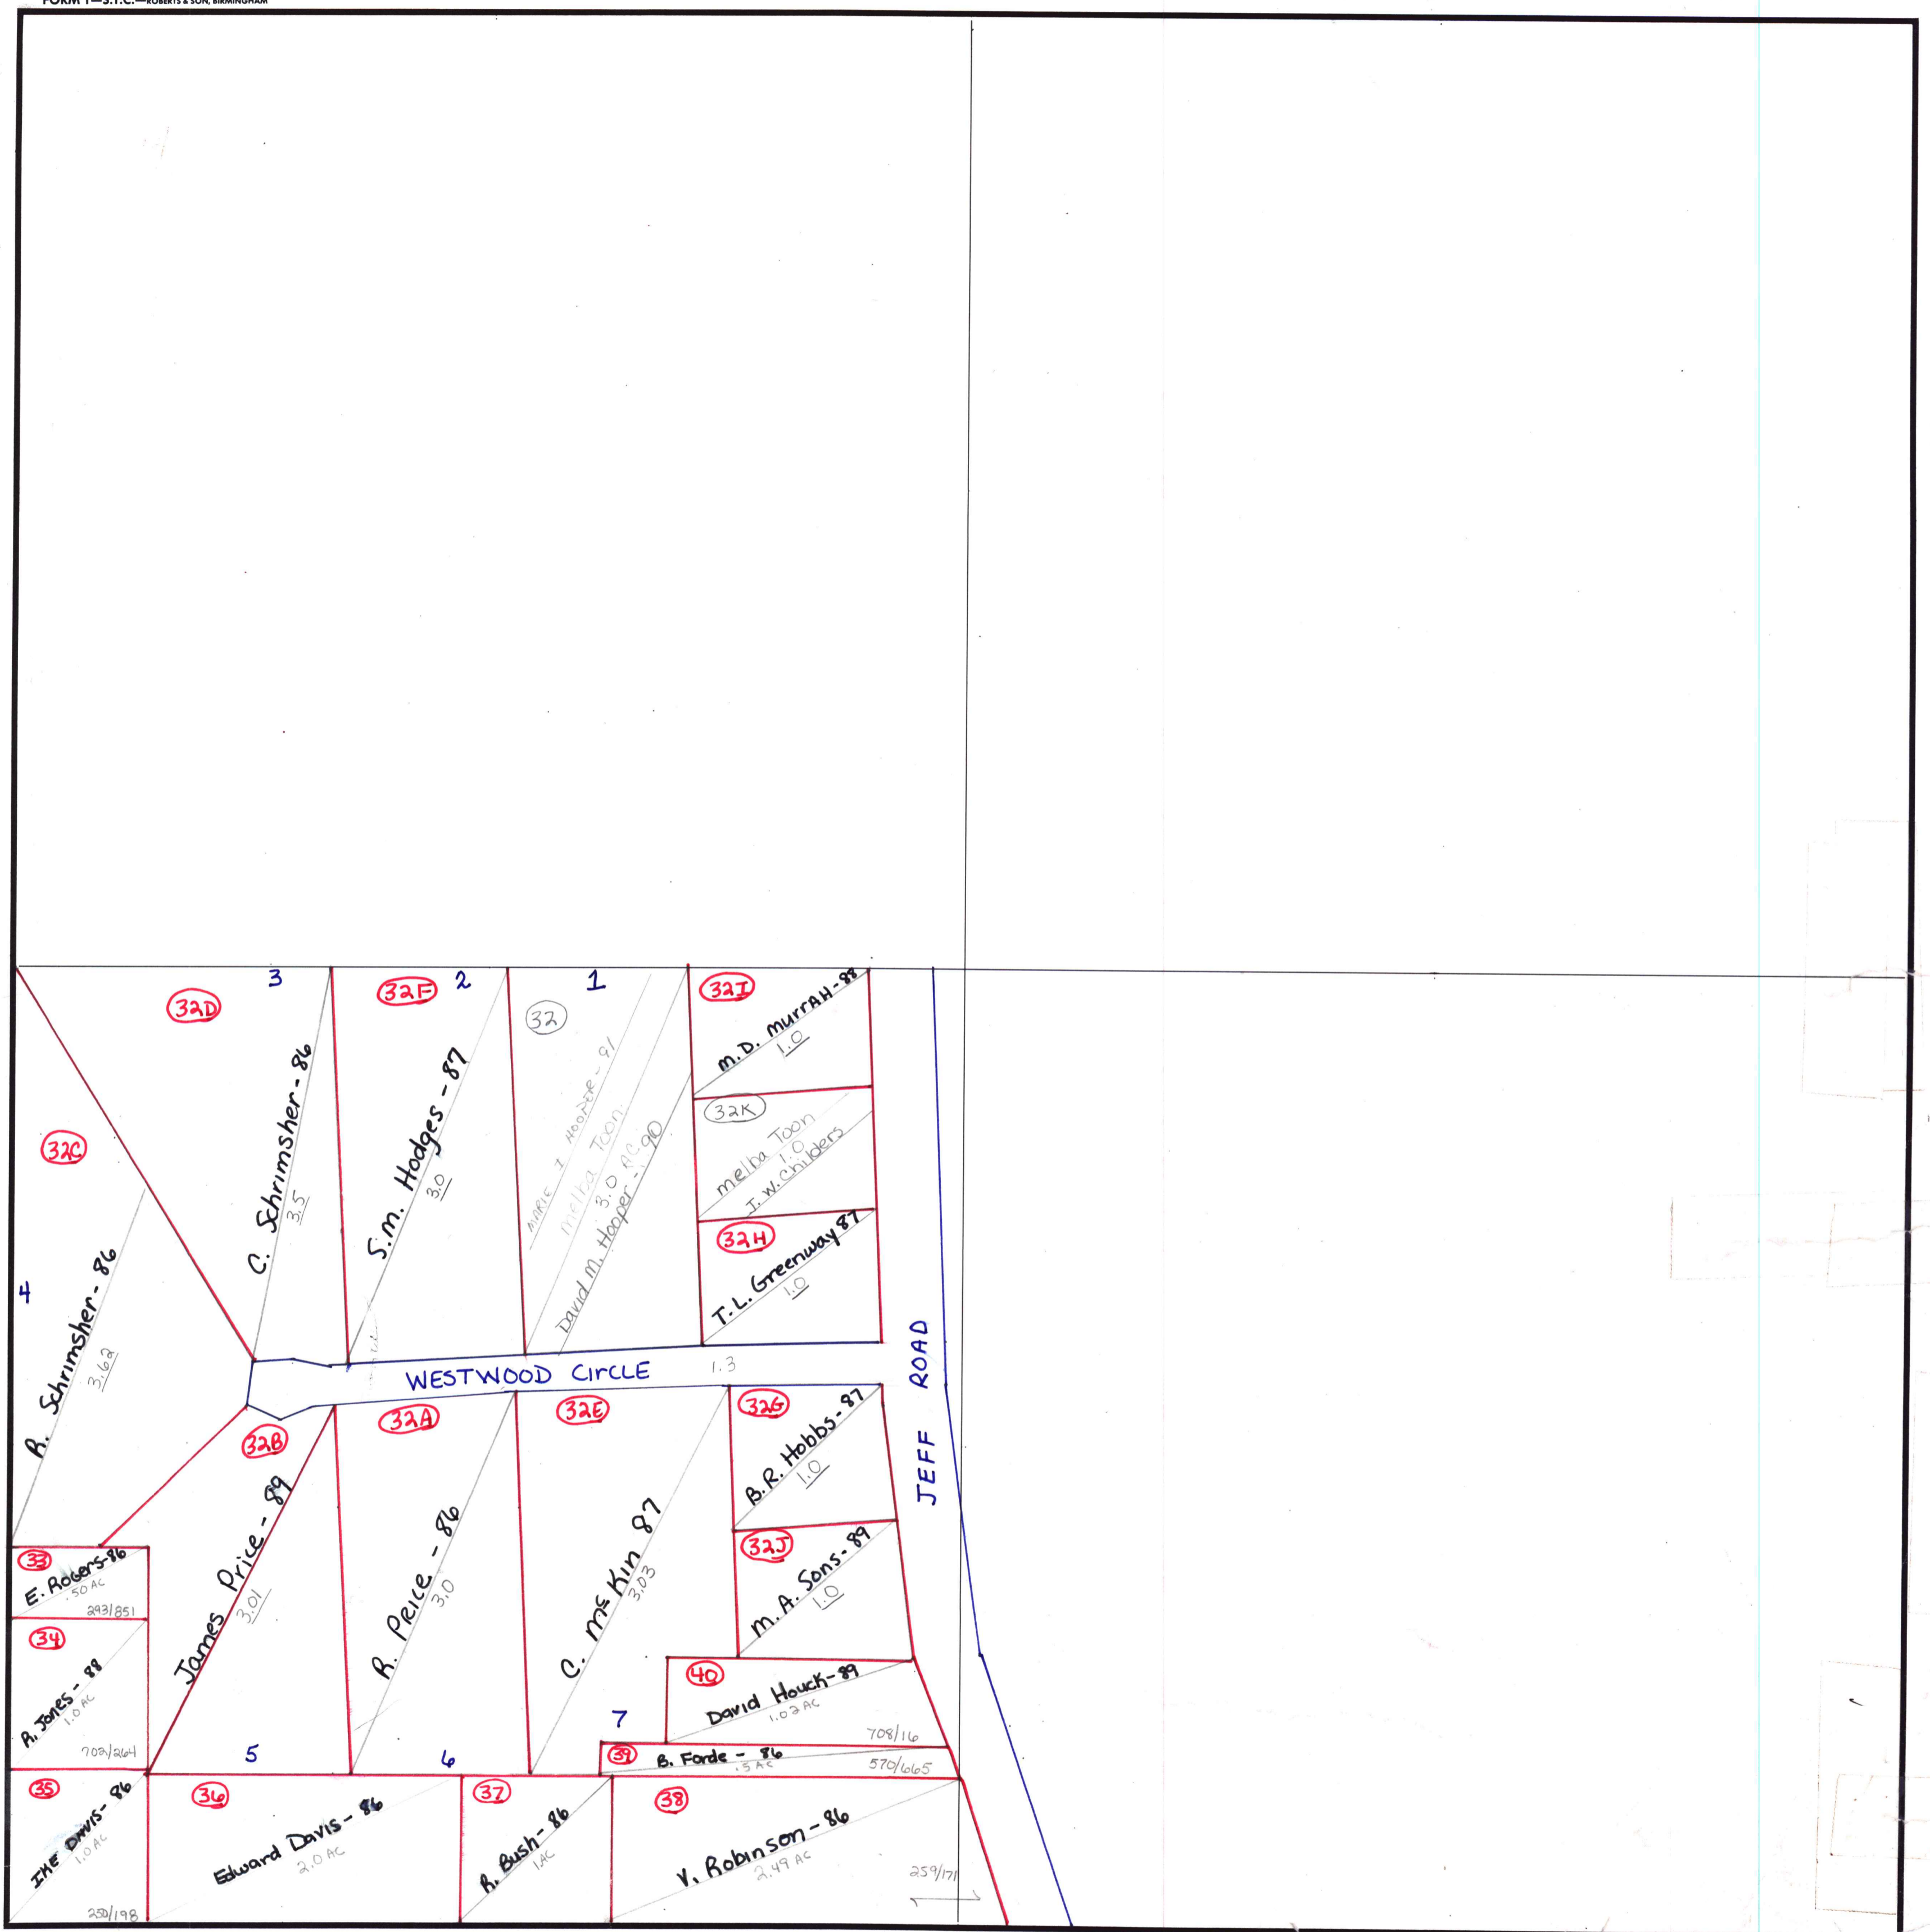 FORM 1—S.T.C.—ROBERTS & SON, BIRMINGHAM
3
32D
C. Schrimsher - 86
3.5
32F
2
S.M. Hodges - 87
3.0
1
32
MARIE I HOOPER - 91
Melba Toon
3.0 AC.
David M. Hooper - 90
32I
M.D. MurrAH - 88
1.0
32K
Melba Toon
1.0
J. W. Childers
32H
T. L. Greenway 87
1.0
32C
4
R. Schrimsher - 86
3.62
WESTWOOD CIrCLE
1.3
JEFF ROAD
32B
James Price - 89
3.01
32A
R. PRICE - 86
3.0
32E
C. McKin 87
3.03
32G
B.R. Hobbs - 87
1.0
32J
M. A. Sons - 89
1.0
33
E. Rogers - 86
.50 AC
293/851
34
R. Jones - 88
1.0 AC
702/264
5
6
7
40
David Houck - 89
1.02 AC
708/16
39
B. Forde - 86
.5 AC
570/665
35
IKE DAVIS - 86
1.0 AC
250/198
36
Edward Davis - 86
2.0 AC
37
R. Bush - 86
1 AC
38
V. Robinson - 86
2.49 AC
259/171